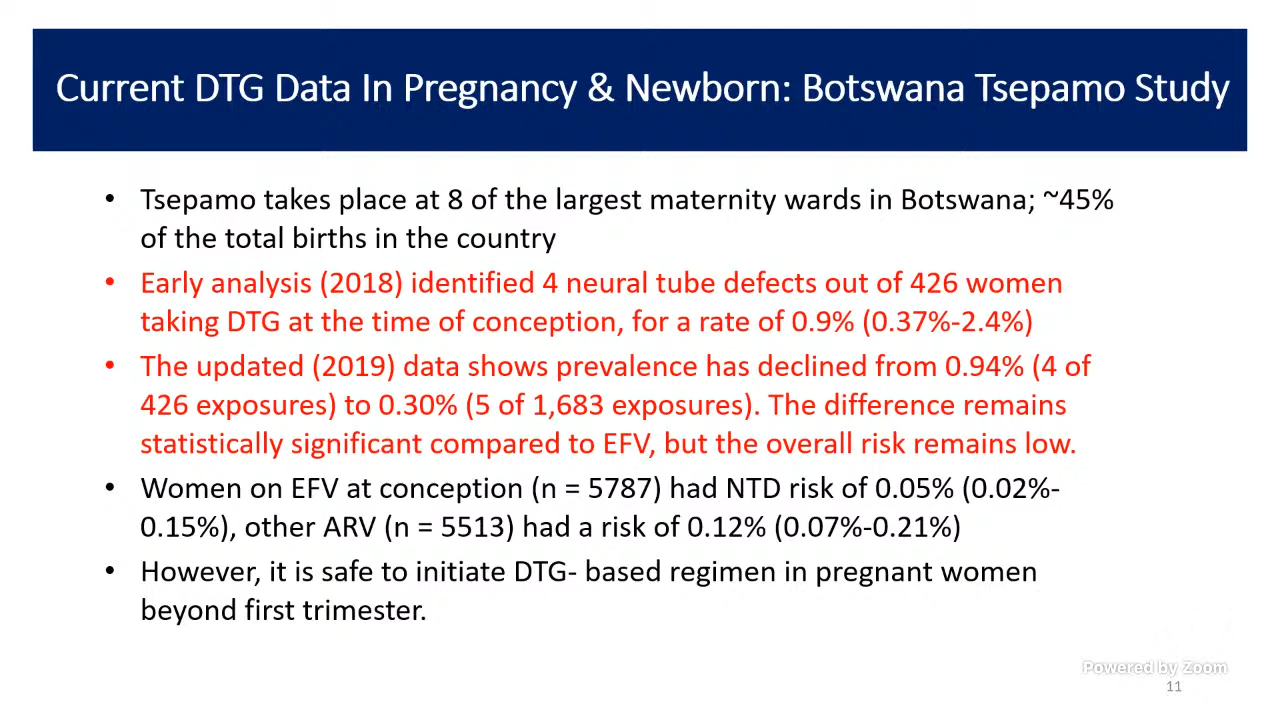 Current DTG Data In Pregnancy & Newborn: Botswana Tsepamo Study
• Tsepamo takes place at 8 of the largest maternity wards in Botswana; ~45%
of the total births in the country
• Early analysis (2018) identified 4 neural tube defects out of 426 women
taking DTG at the time of conception, for a rate of 0.9% (0.37%-2.4%)
• The updated (2019) data shows prevalence has declined from 0.94% (4 of
426 exposures) to 0.30% (5 of 1,683 exposures). The difference remains
statistically significant compared to EFV, but the overall risk remains low.
• Women on EFV at conception (n = 5787) had NTD risk of 0.05% (0.02%-
0.15%), other ARV (n = 5513) had a risk of 0.12% (0.07%-0.21%)
• However, it is safe to initiate DTG- based regimen in pregnant women
beyond first trimester.
Powered by Zoom
11